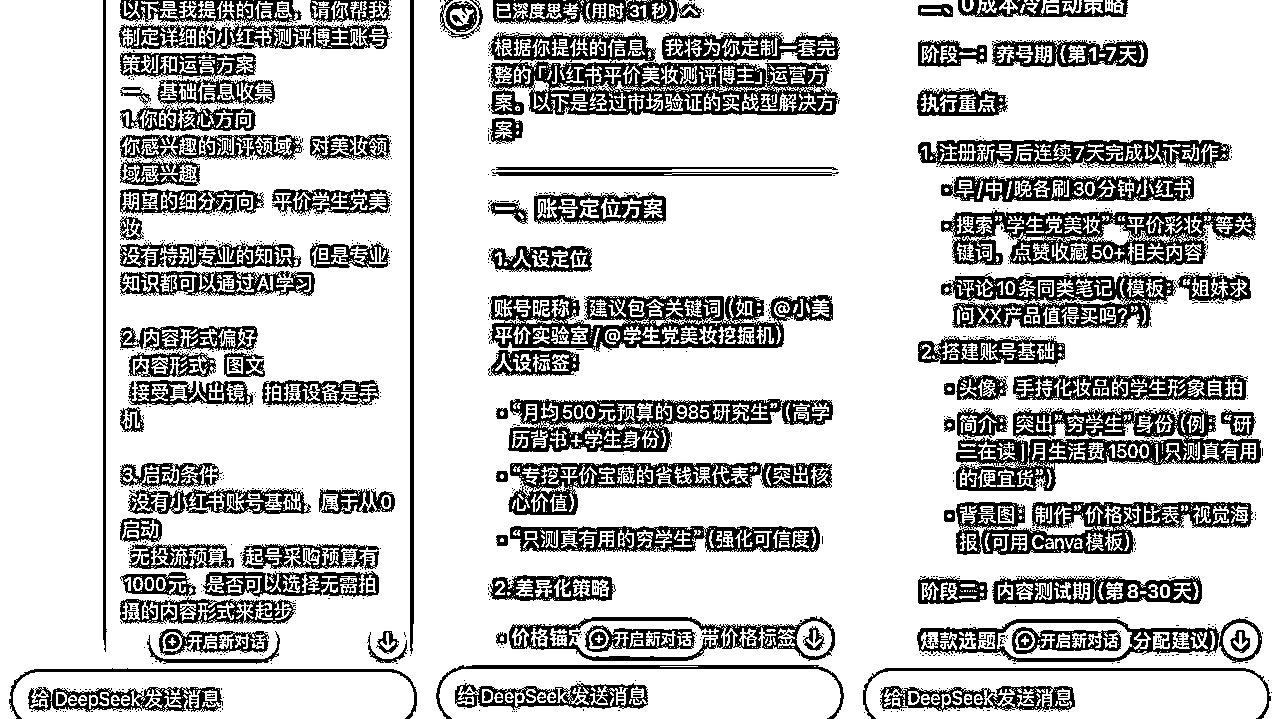 以下是我提供的信息，请你帮我
制定详细的小红书测评博主账号
策划和运营方案
一、基础信息收集
1.你的核心方向
你感兴趣的测评领域：对美妆领
域感兴趣
期望的细分方向：平价学生党美
妆
没有特别专业的知识，但是专业
知识都可以通过AI学习
2.内容形式偏好
内容形式：图文
接受真人出镜，拍摄设备是手
机
3.启动条件
没有小红书账号基础，属于从0
启动
无投流预算，起号采购预算有
1000元，是否可以选择无需拍
摄的内容形式来起步
开启新对话
给 DeepSeek 发送消息
已深度思考（用时 31 秒）
根据你提供的信息，我将为你定制一套完
整的「小红书平价美妆测评博主」运营方
案，以下是经过市场验证的实战型解决方
案：
一、账号定位方案
1.人设定位
账号昵称：建议包含关键词（如：@小美
平价实验室 / @学生党美妆挖掘机）
人设标签：
“月均500元预算的985研究生”（高学
历背书+学生身份）
“专挖平价宝藏的省钱课代表”（突出核
心价值）
“只测真有用的穷学生”（强化可信度）
2. 差异化策略
价格锚定
带价格标签
开启新对话
给 DeepSeek 发送消息
二、0成本冷启动策略
阶段一：养号期（第1-7天）
执行重点：
1. 注册新号后连续7天完成以下动作：
早/中/晚各刷30分钟小红书
搜索“学生党美妆”“平价彩妆”等关
键词，点赞收藏50+相关内容
评论10条同类笔记（模板：“姐妹求
问XX产品值得买吗？”）
2. 搭建账号基础：
头像：手持化妆品的学生形象自拍
简介：突出“穷学生”身份（例：“研
二在读 | 月生活费1500 | 只测真有用
的便宜货”）
背景图：制作“价格对比表”视觉海
报（可用Canva模板）
阶段二：内容测试期（第8-30天）
爆款选题
分配建议）
开启新对话
给 DeepSeek 发送消息